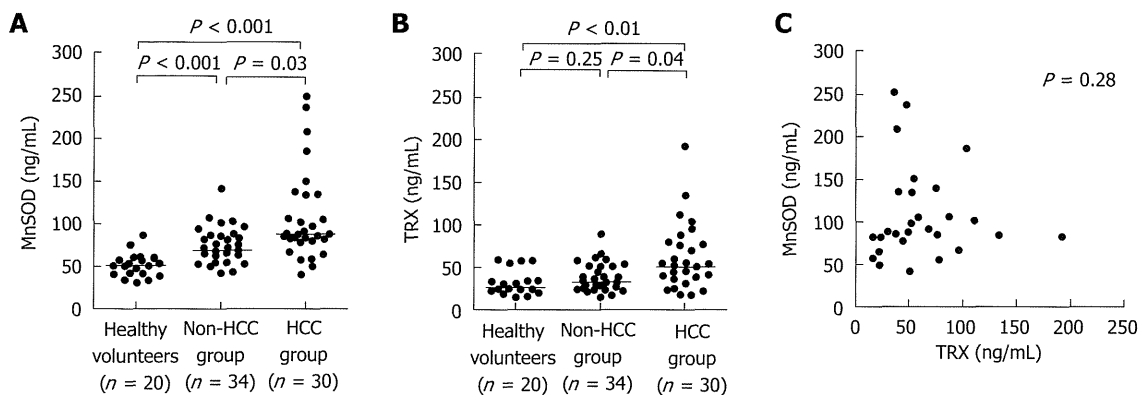 A
P < 0.001
P < 0.001
P = 0.03
300
250
200
150
100
50
0
MnSOD (ng/mL)
Healthy
volunteers
(n = 20)
Non-HCC
group
(n = 34)
HCC
group
(n = 30)
B
P < 0.01
P = 0.25
P = 0.04
300
250
200
150
100
50
0
TRX (ng/mL)
Healthy
volunteers
(n = 20)
Non-HCC
group
(n = 34)
HCC
group
(n = 30)
C
P = 0.28
300
250
200
150
100
50
0
MnSOD (ng/mL)
0 50 100 150 200 250
TRX (ng/mL)